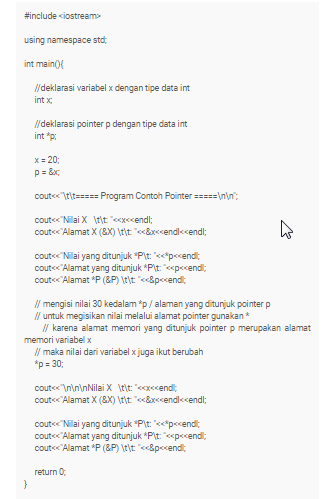 #include <iostream>
using namespace std;
int main(){
//deklarasi variabel x dengan tipe data int
int x;
//deklarasi pointer p dengan tipe data int
int *p;
x = 20;
p = &x;
cout<<"\t\t===== Program Contoh Pointer =====\n\n";
cout<<"Nilai X \t\t: "<<x<<endl;
cout<<"Alamat X (&X) \t\t: "<<&x<<endl<<endl;
cout<<"Nilai yang ditunjuk *P\t: "<<*p<<endl;
cout<<"Alamat yang ditunjuk *P\t: "<<p<<endl;
cout<<"Alamat *P (&P) \t\t: "<<&p<<endl;
// mengisi nilai 30 kedalam *p / alaman yang ditunjuk pointer p
// untuk megisikan nilai melalui alamat pointer gunakan *
// karena alamat memori yang ditunjuk pointer p merupakan alamat
memori variabel x
// maka nilai dari variabel x juga ikut berubah
*p = 30;
cout<<"\n\n\nNilai X \t\t: "<<x<<endl;
cout<<"Alamat X (&X) \t\t: "<<&x<<endl<<endl;
cout<<"Nilai yang ditunjuk *P\t: "<<*p<<endl;
cout<<"Alamat yang ditunjuk *P\t: "<<p<<endl;
cout<<"Alamat *P (&P) \t\t: "<<&p<<endl;
return 0;
}